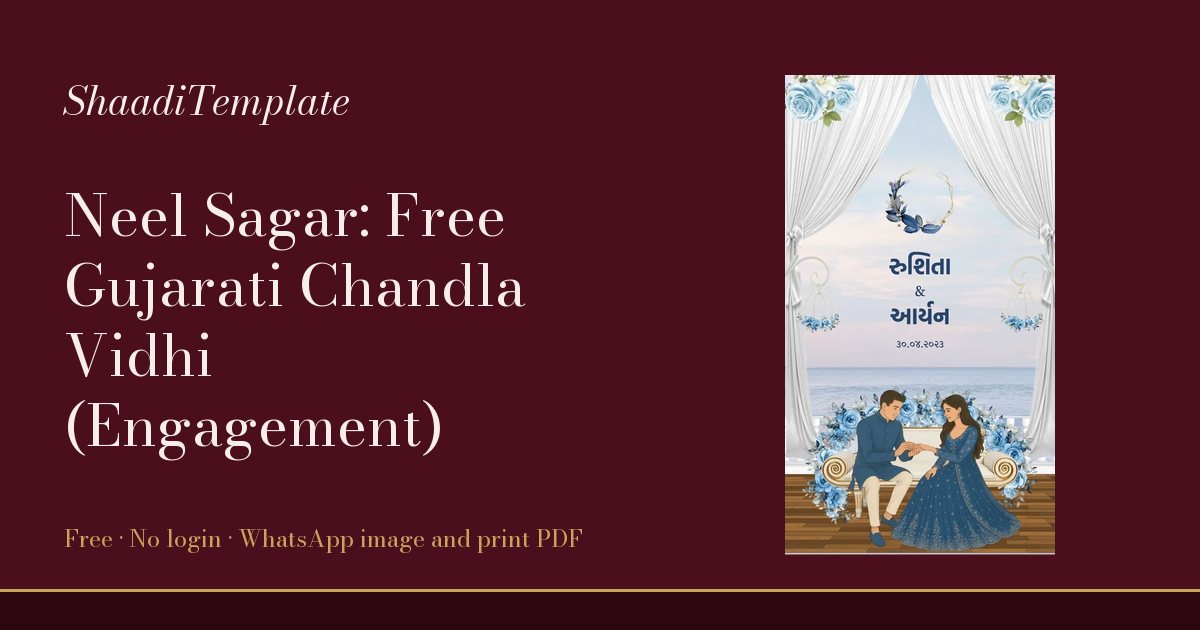 ShaadiTemplate
Neel Sagar: Free
Gujarati Chandla
Vidhi
(Engagement)
Free · No login · WhatsApp image and print PDF
રુશિતા
&
આર્યન
૩૦.૦૪.૨૦૨૩